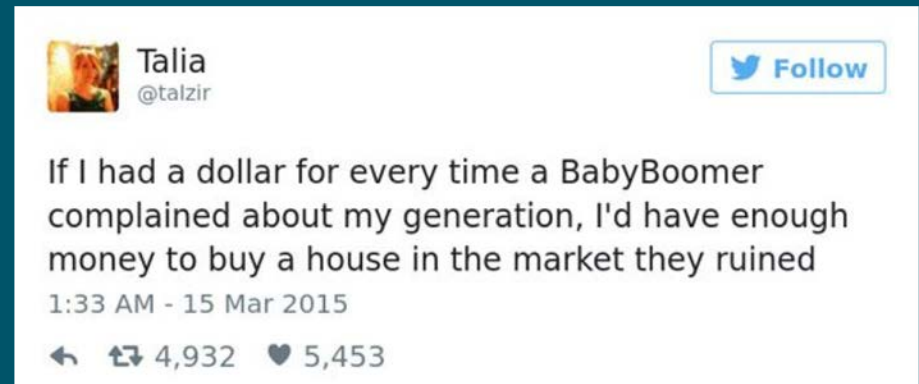 Talia
Follow
@talzir
If I had a dollar for every time a BabyBoomer
complained about my generation, I'd have enough
money to buy a house in the market they ruined
1:33 AM - 15 Mar 2015
4,932 5,453